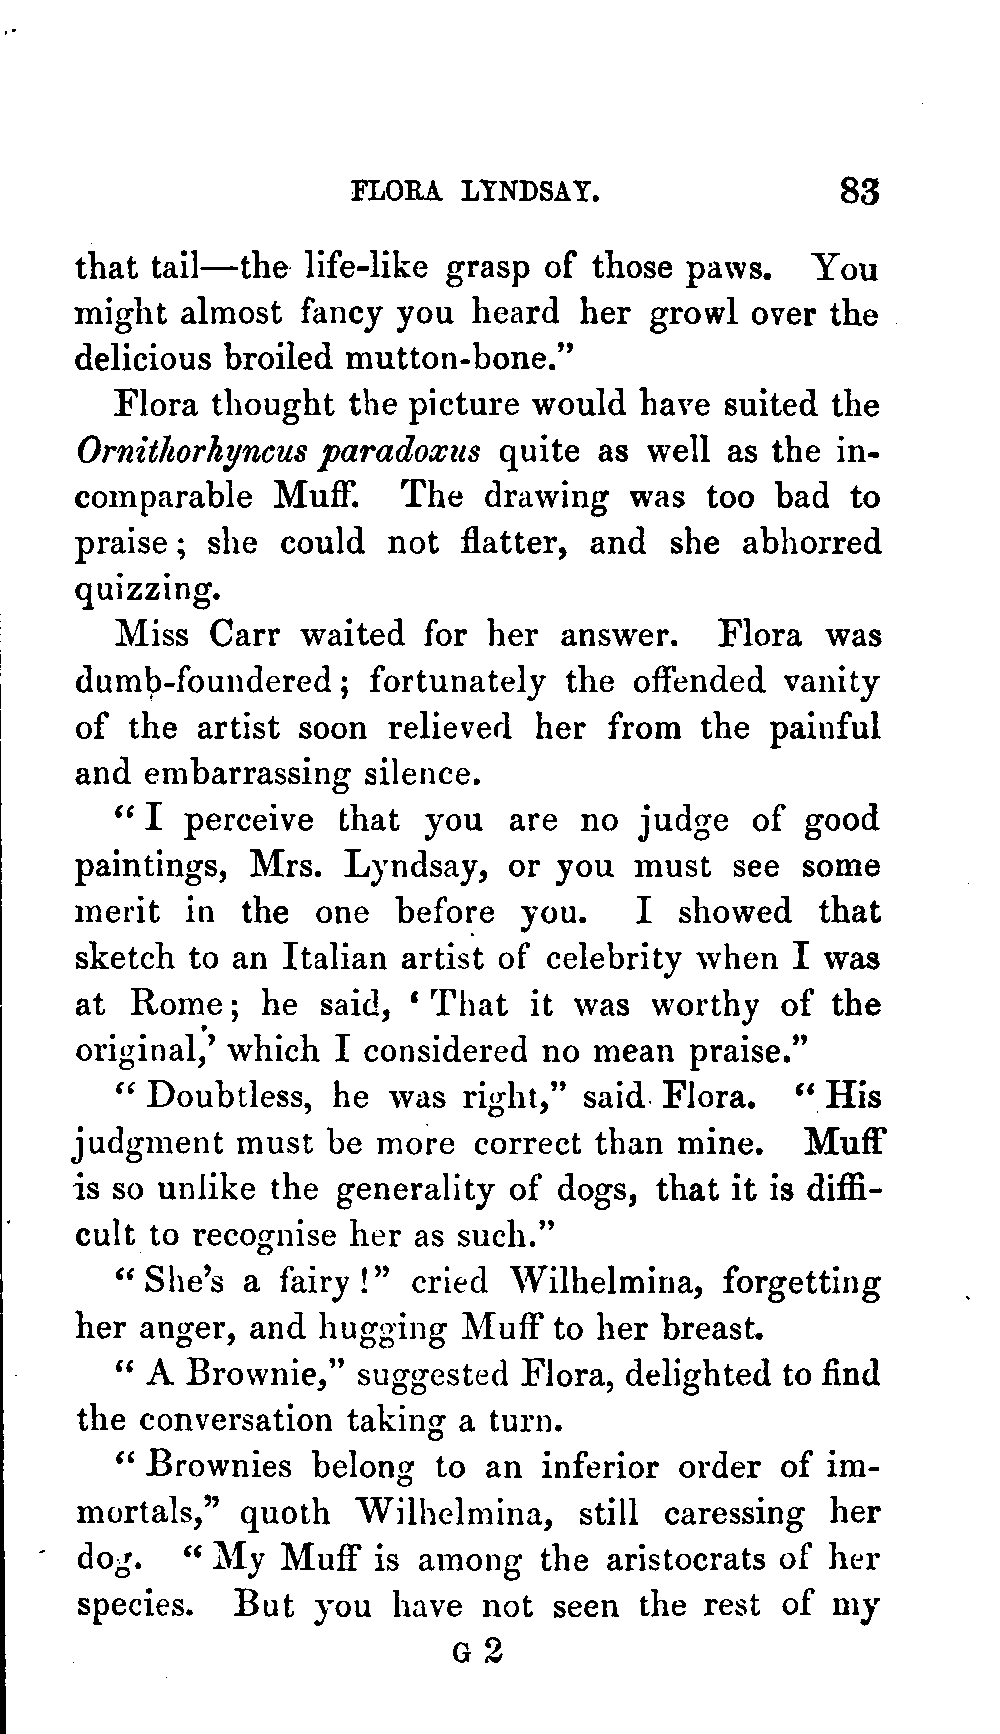 FLORA LYNDSAY. 83
that tail—the life-like grasp of those paws. You
might almost fancy you heard her growl over the
delicious broiled mutton-bone.”
Flora thought the picture would have suited the
Ornithorhyncus paradoxus quite as well as the in-
comparable Muff. The drawing was too bad to
praise; she could not flatter, and she abhorred
quizzing.
Miss Carr waited for her answer. Flora was
dumb-foundered; fortunately the offended vanity
of the artist soon relieved her from the painful
and embarrassing silence.
“I perceive that you are no judge of good
paintings, Mrs. Lyndsay, or you must see some
merit in the one before you. I showed that
sketch to an Italian artist of celebrity when I was
at Rome; he said, ‘That it was worthy of the
original,’ which I considered no mean praise.”
“Doubtless, he was right,” said Flora. “His
judgment must be more correct than mine. Muff
is so unlike the generality of dogs, that it is diffi-
cult to recognise her as such.”
“She’s a fairy!” cried Wilhelmina, forgetting
her anger, and hugging Muff to her breast.
“A Brownie,” suggested Flora, delighted to find
the conversation taking a turn.
“Brownies belong to an inferior order of im-
mortals,” quoth Wilhelmina, still caressing her
dog. “My Muff is among the aristocrats of her
species. But you have not seen the rest of my
G 2